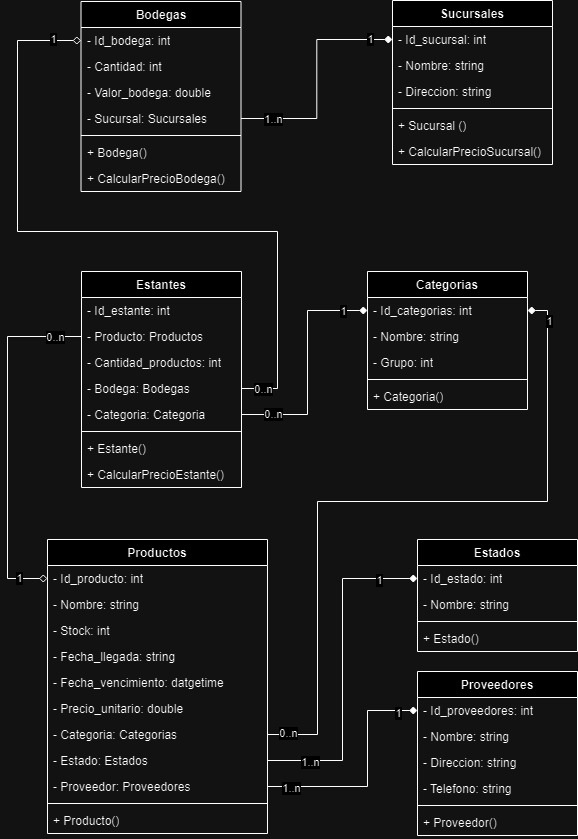 Bodegas
- Id_bodega: int
- Cantidad: int
- Valor_bodega: double
- Sucursal: Sucursales
+ Bodega()
+ CalcularPrecioBodega()
1
1..n
Sucursales
- Id_sucursal: int
- Nombre: string
- Direccion: string
+ Sucursal ()
+ CalcularPrecioSucursal()
1
Estantes
- Id_estante: int
- Producto: Productos
- Cantidad_productos: int
- Bodega: Bodegas
- Categoria: Categoria
+ Estante()
+ CalcularPrecioEstante()
0..n
0..n
0..n
Categorias
- Id_categorias: int
- Nombre: string
- Grupo: int
+ Categoria()
1
1
Productos
- Id_producto: int
- Nombre: string
- Stock: int
- Fecha_llegada: string
- Fecha_vencimiento: datgetime
- Precio_unitario: double
- Categoria: Categorias
- Estado: Estados
- Proveedor: Proveedores
+ Producto()
1
0..n
1..n
1..n
Estados
- Id_estado: int
- Nombre: string
+ Estado()
1
Proveedores
- Id_proveedores: int
- Nombre: string
- Direccion: string
- Telefono: string
+ Proveedor()
1